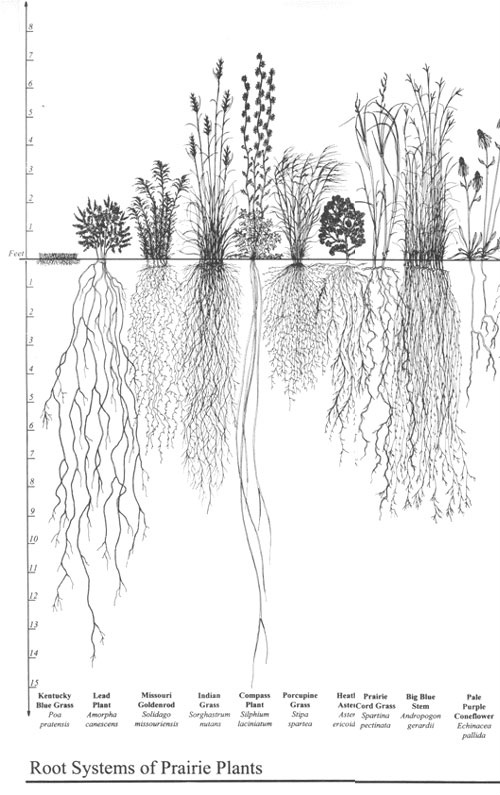 8
7
6
5
4
3
2
1
Feet
1
2
3
4
5
6
7
8
9
10
11
12
13
14
15
Kentucky
Blue Grass
Poa
pratensis
Lead
Plant
Amorpha
canescens
Missouri
Goldenrod
Solidago
missouriensis
Indian
Grass
Sorghastrum
nutans
Compass
Plant
Silphium
laciniatum
Porcupine
Grass
Stipa
spartea
Heath
Aster
Aster
ericoid
Prairie
Cord Grass
Spartina
pectinata
Big Blue
Stem
Andropogon
gerardii
Pale
Purple
Coneflower
Echinacea
pallida
Root Systems of Prairie Plants